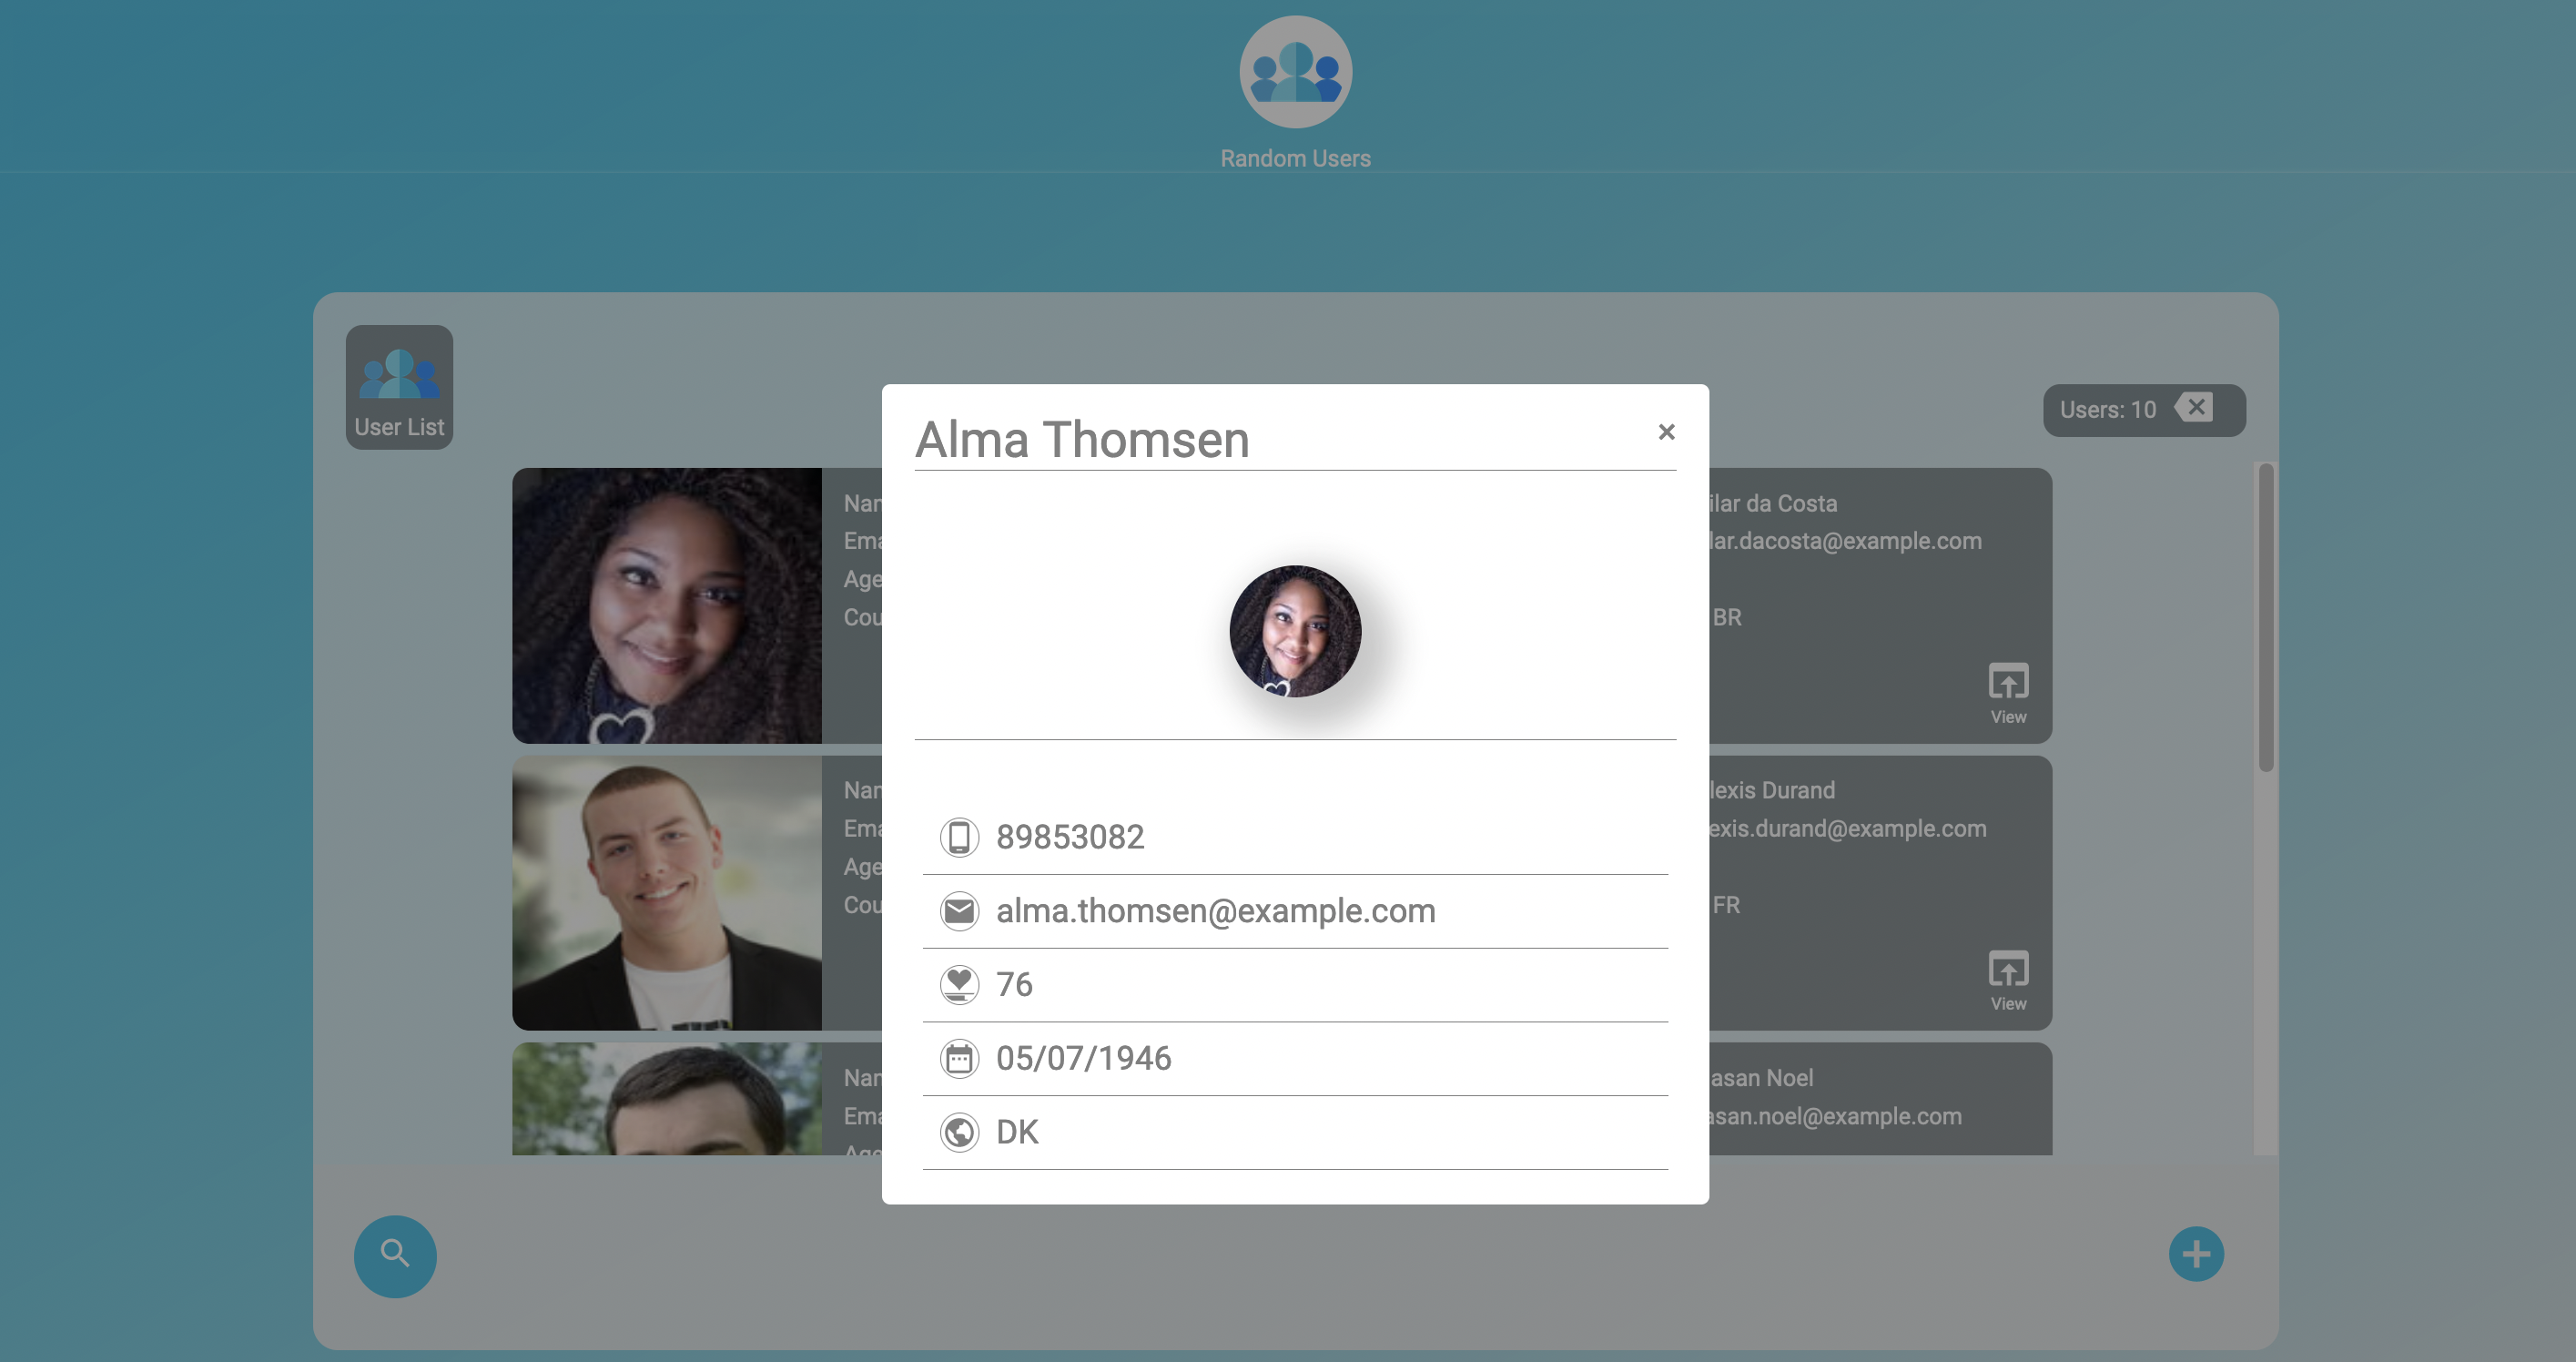 Random Users
User List
Users: 10
Alma Thomsen
89853082
alma.thomsen@example.com
76
05/07/1946
DK
Nar
Ema
Age
Cou
ilar da Costa
lar.dacosta@example.com
BR
View
Nar
Ema
Age
Cou
lexis Durand
exis.durand@example.com
FR
View
Nar
Ema
Age
asan Noel
asan.noel@example.com